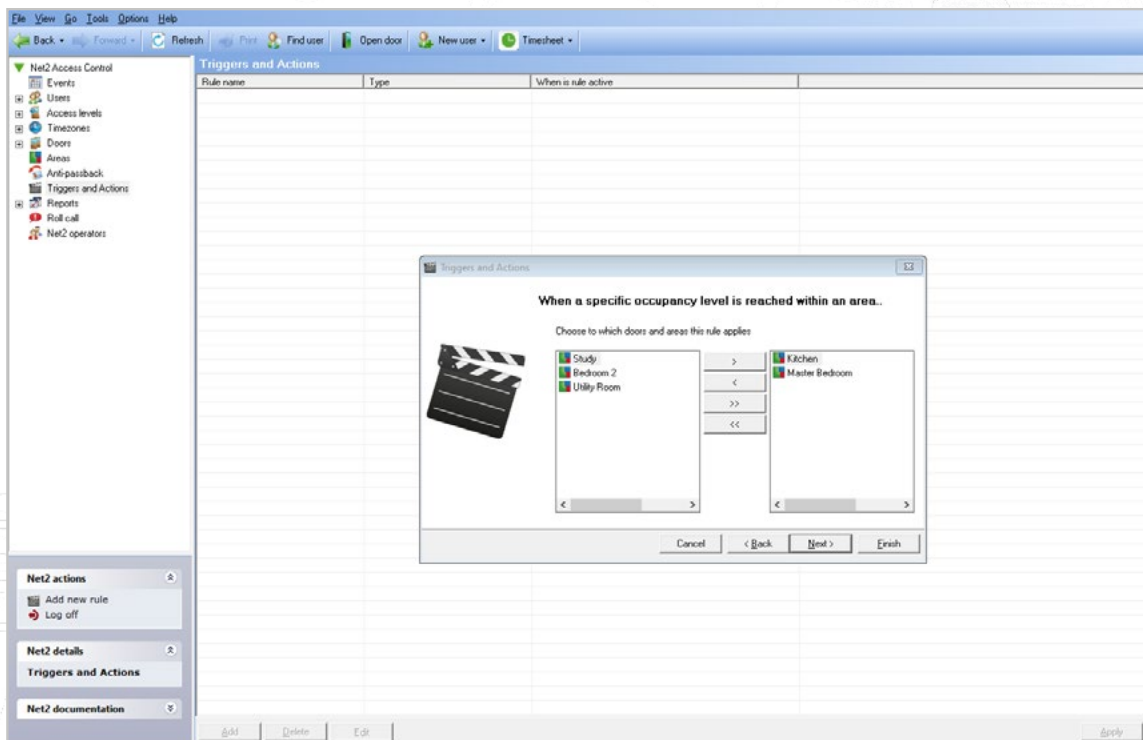 File View Go Tools Options Help
Back Forward Refresh Print Find user Open door New user Timesheet
Net2 Access Control
Events
Users
Access levels
Timezones
Doors
Areas
Anti-passback
Triggers and Actions
Reports
Roll call
Net2 operators
Triggers and Actions
Rule name Type When is rule active
Triggers and Actions
When a specific occupancy level is reached within an area..
Choose to which doors and areas this rule applies
Study
Bedroom 2
Utility Room
>
<
>>
<<
Kitchen
Master Bedroom
Cancel < Back Next > Finish
Net2 actions
Add new rule
Log off
Net2 details
Triggers and Actions
Net2 documentation
Add Delete Edit Apply